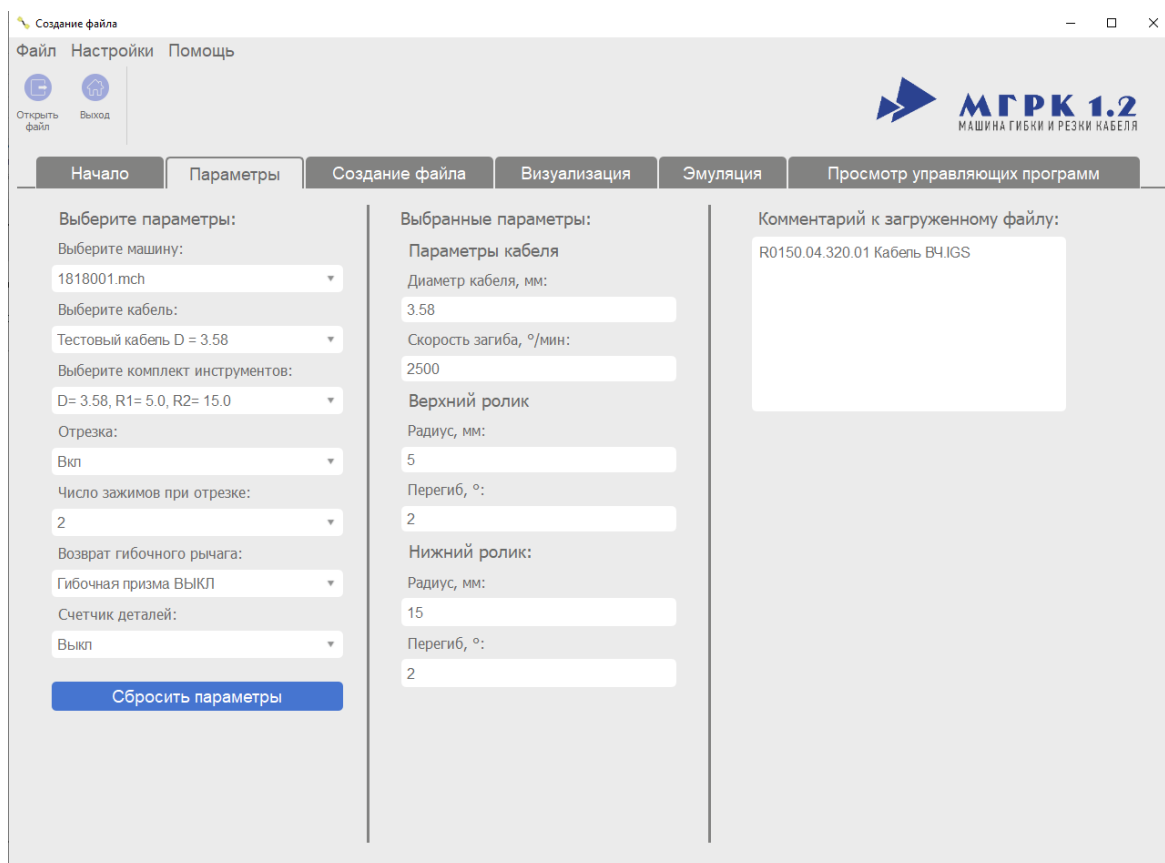 Создание файла
Файл Настройки Помощь
Открыть файл
Выход
МГРК 1.2
МАШИНА ГИБКИ И РЕЗКИ КАБЕЛЯ
Начало
Параметры
Создание файла
Визуализация
Эмуляция
Просмотр управляющих программ
Выберите параметры:
Выберите машину:
1818001.mch
Выберите кабель:
Тестовый кабель D = 3.58
Выберите комплект инструментов:
D= 3.58, R1= 5.0, R2= 15.0
Отрезка:
Вкл
Число зажимов при отрезке:
2
Возврат гибочного рычага:
Гибочная призма ВЫКЛ
Счетчик деталей:
Выкл
Сбросить параметры
Выбранные параметры:
Параметры кабеля
Диаметр кабеля, мм:
3.58
Скорость загиба, °/мин:
2500
Верхний ролик
Радиус, мм:
5
Перегиб, °:
2
Нижний ролик:
Радиус, мм:
15
Перегиб, °:
2
Комментарий к загруженному файлу:
R0150.04.320.01 Кабель ВЧ.IGS